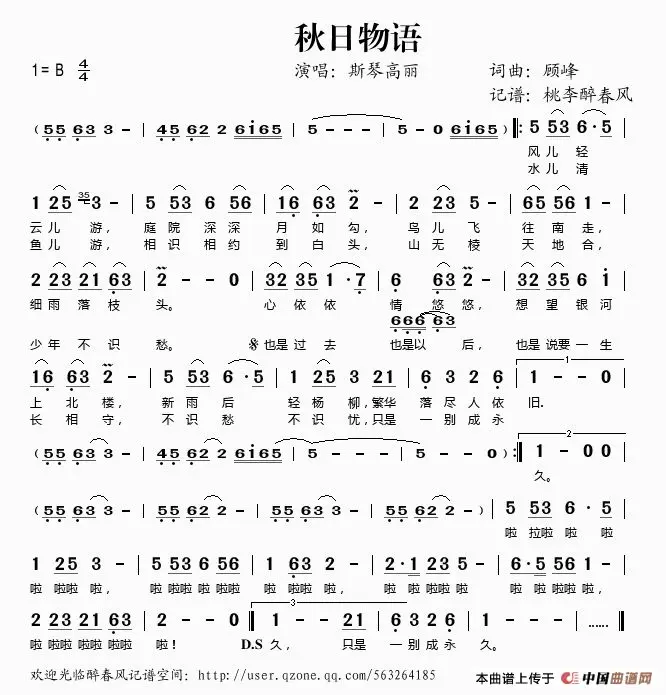 秋日物语
1=B 4/4 演唱：斯琴高丽 词曲：顾峰
记谱：桃李醉春风
(55 63 3 - | 45 62 2 6i65 | 5 - - - | 5 - 0 6i65) ‖: 5 53 6·5 |
风儿 轻
水儿 清
1 25 35 3 - | 5 53 6 56 | 16 63 2 - | 2 23 5 - | 65 56 1 - |
云儿 游， 庭院 深深 月如勾， 鸟儿飞 往南走，
鱼儿 游， 相识 相约 到白头， 山无棱 天地合，
2 23 21 63 | 2 - - 0 | 32 35 1·7 | 6 63 2 - | 32 35 6 i |
细雨落枝 头。 心依依 情悠悠， 想望银河
666 63
少年不识 愁。 𝄋也是过去 也是以后， 也是说要一生
16 63 2 - | 5 53 6·5 | 1 25 3 21 | 6 3 2 6 | 1 - - 0 |
1
上北楼， 新雨后 轻杨柳,繁华 落尽人依 旧.
长相守， 不识愁 不识忧,只是 一别成永
(55 63 3 - | 45 62 2 6i65 | 5 - - - | 5 - - -) :‖ 1 - 0 |
2
久。
(55 63 55 63 | 55 62 55 62 | 55 63 55 63 | 55 62 2 -) | 5 53 6·5 |
啦 拉啦 啦 啦
1 25 3 - | 5 53 6 56 | 1 63 2 - | 2·1 23 5 - | 6·5 56 1 - |
啦 啦啦 啦， 啦啦啦啦 啦啦 啦 啦啦 啦， 啦啦啦啦 啦 啦啦啦啦啦，
2 23 21 63 | 2 - - 0 | 1 - - 21 | 6 3 2 6 | 1 - - - | ...... ‖
3
啦 啦啦啦啦啦啦 啦！ D.S 久， 只是 一别成永 久。
欢迎光临醉春风记谱空间：http://user.qzone.qq.com/563264185
本曲谱上传于 中国曲谱网